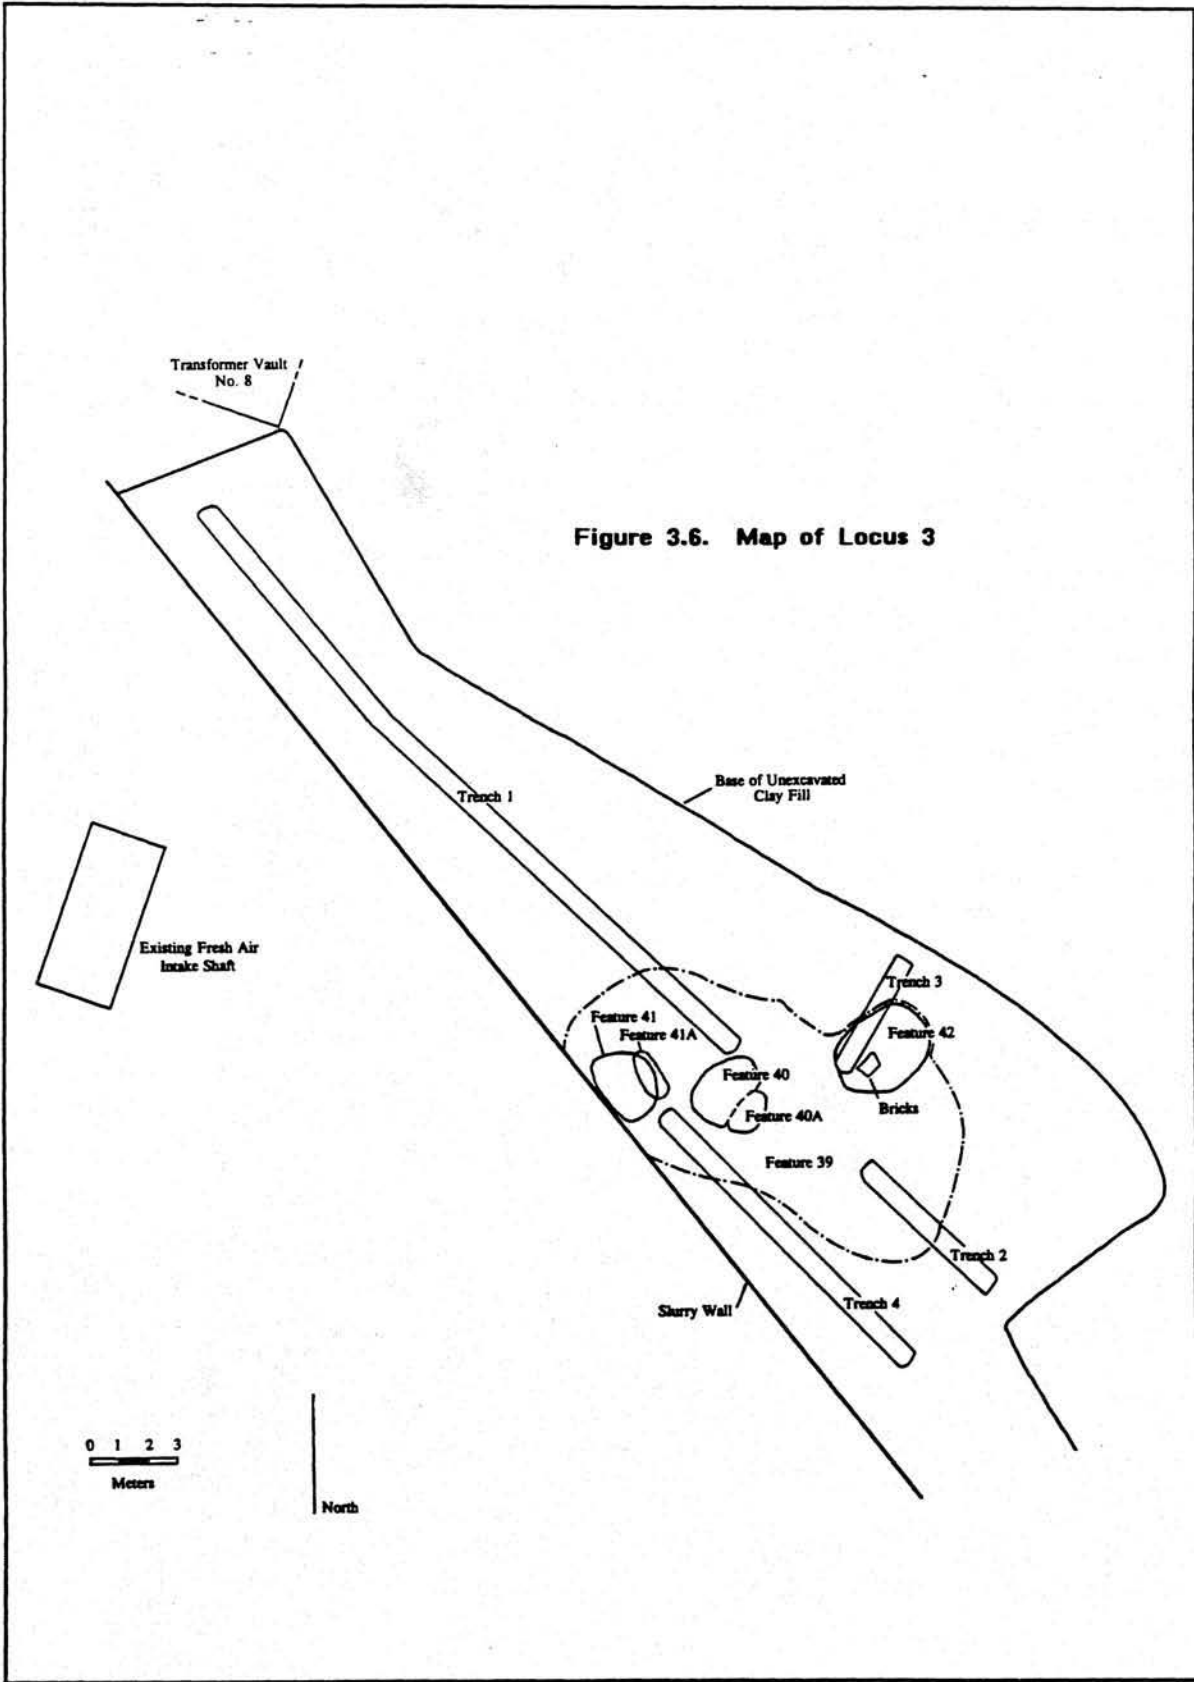 Transformer Vault
No. 8
Figure 3.6. Map of Locus 3
Base of Unexcavated
Clay Fill
Trench 1
Existing Fresh Air
Intake Shaft
Trench 3
Feature 41
Feature 41A
Feature 42
Feature 40
Bricks
Feature 40A
Feature 39
Trench 2
Slurry Wall
Trench 4
0 1 2 3
Meters
North